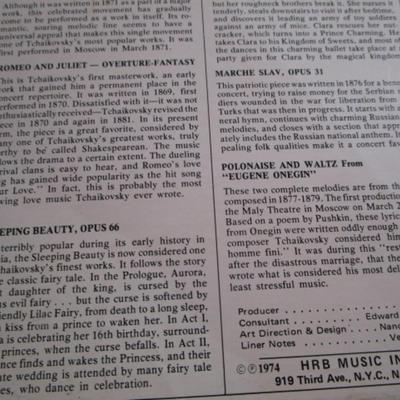 Although it was written in 1871 as part of a major
work, this celebrated movement has gradually
come to be performed as a work in itself. Its ro-
mantic, soaring melodic line seems to have a
universal appeal that makes this single movement
one of Tchaikovsky's most popular works. It was
first performed in Moscow in March 1871.
ROMEO AND JULIET — OVERTURE-FANTASY
This is Tchaikovsky's first masterwork, an early
work that gained him a permanent place in the
concert repertoire. It was written in 1869, first
performed in 1870. Dissatisfied with it—it was not
enthusiastically received—Tchaikovsky revised the
piece in 1870 and again in 1881. In its present
form, the piece is a great favorite, considered by
many one of Tchaikovsky's greatest works, truly
worthy to be called Shakespearean. The music
follows the drama to a certain extent. The dueling
rival clans is easy to hear, and Romeo's love
song has gained wide popularity as the hit song
"Our Love." In fact, this is probably the most
loving love music Tchaikovsky ever wrote.
SLEEPING BEAUTY, OPUS 66
terribly popular during its early history in
the Sleeping Beauty is now considered one
Tchaikovsky's finest works. It follows the story
the classic fairy tale. In the Prologue, Aurora,
daughter of the king, is cursed by the
evil fairy . . . but the curse is softened by
friendly Lilac Fairy, from death to a long sleep,
a kiss from a prince to waken her. In Act I,
is celebrating her 16th birthday, surround-
princes, when the curse befalls. In Act II,
prince finds and wakes the Princess, and their
wedding is attended by many fairy tale
who dance in celebration.
fact but rough neckbreaks brother break it. She nurses it
tenderly, steals downstairs to visit it after bedtime,
and discovers it leading an army of toy soldiers
against an army of mice. Clara rescues her nut-
cracker, which turns into a Prince Charming. He
takes Clara to his Kingdom of Sweets, and most of
the dances in this charming ballet take place at
party given for Clara by the magical kingdom.
MARCHE SLAV, OPUS 31
This patriotic piece was written in 1876 for a bene
concert, trying to raise money for the Serbian s
diers wounded in the war for liberation from
Turks that was then in progress. It starts with
neral hymn, continues with charming Russian
melodies, and closes with a section that appro
ately includes the Russian national anthem. It
pealing folk qualities make it a concert favo
POLONAISE AND WALTZ From
"EUGENE ONEGIN"
These two complete melodies are from th
composed in 1877-1879. The first production
the Maly Theatre in Moscow on March 2
Based on a poem by Pushkin, these lyric
from Onegin were written oddly enough
composer Tchaikovsky considered him
homme fini." It was during this "res
after the disastrous marriage, that the
wrote what is considered his most del
least stressful music.
Producer
Consultant . . . Edward
Art Direction & Design . . . Nanc
Liner Notes . . . Ve
©℗1974 HRB MUSIC IN
919 Third Ave., N.Y.C., N.